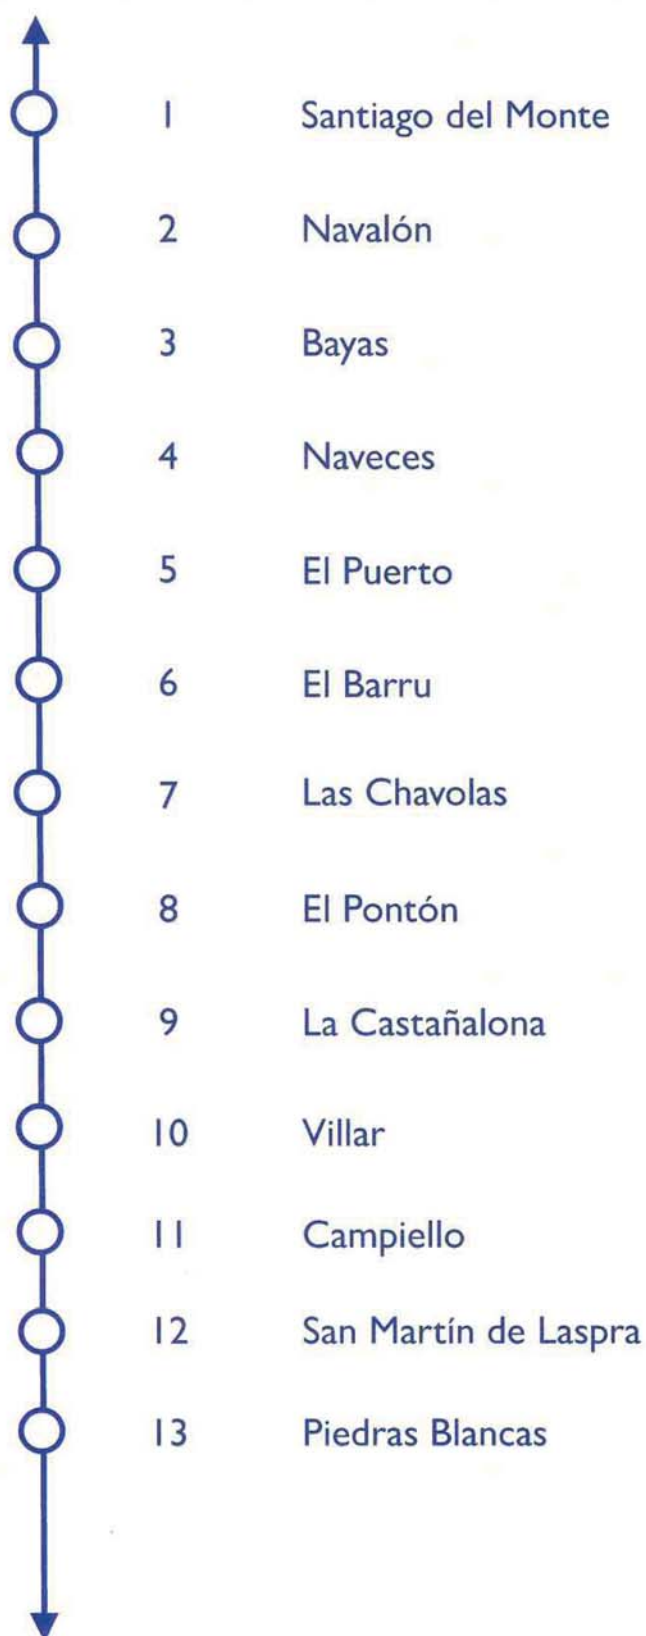 1 Santiago del Monte
2 Navalón
3 Bayas
4 Naveces
5 El Puerto
6 El Barru
7 Las Chavolas
8 El Pontón
9 La Castañalona
10 Villar
11 Campiello
12 San Martín de Laspra
13 Piedras Blancas